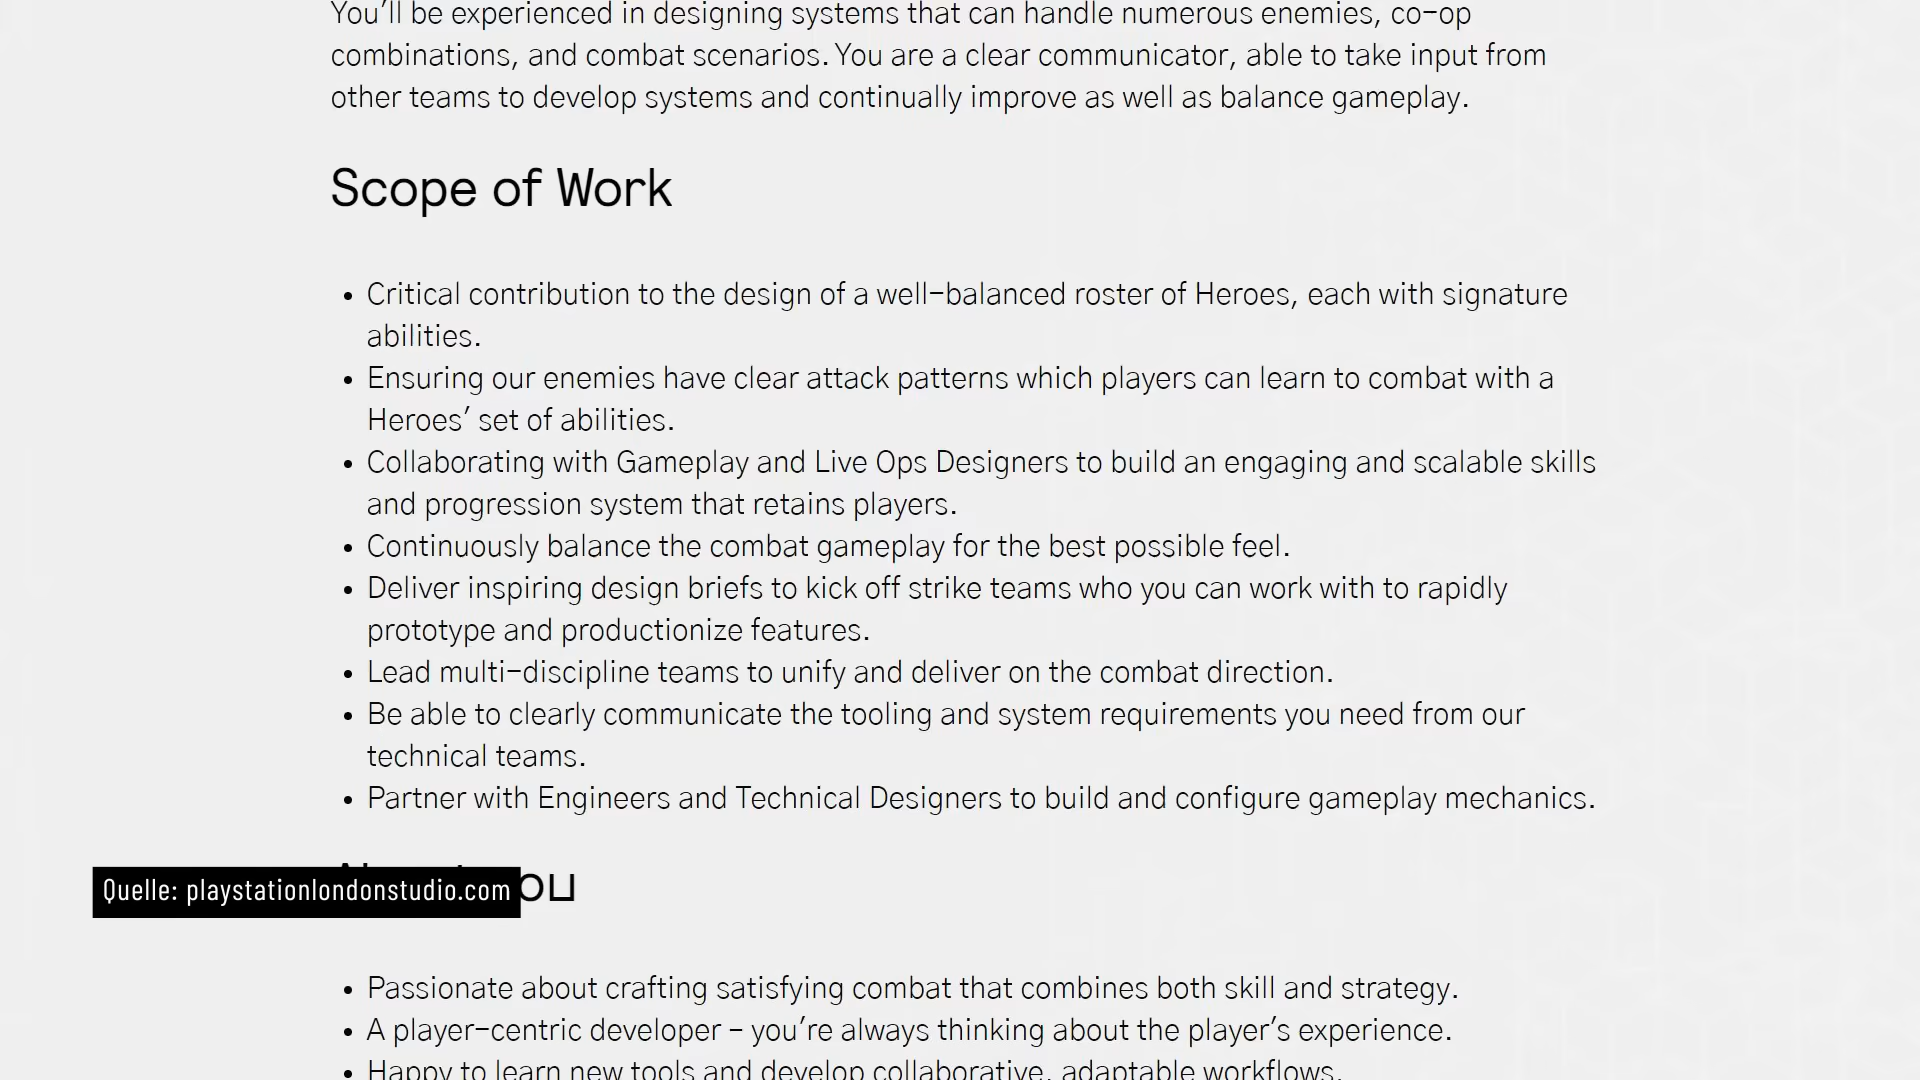 You'll be experienced in designing systems that can handle numerous enemies, co-op
combinations, and combat scenarios. You are a clear communicator, able to take input from
other teams to develop systems and continually improve as well as balance gameplay.
Scope of Work
• Critical contribution to the design of a well-balanced roster of Heroes, each with signature
abilities.
• Ensuring our enemies have clear attack patterns which players can learn to combat with a
Heroes’ set of abilities.
• Collaborating with Gameplay and Live Ops Designers to build an engaging and scalable skills
and progression system that retains players.
• Continuously balance the combat gameplay for the best possible feel.
• Deliver inspiring design briefs to kick off strike teams who you can work with to rapidly
prototype and productionize features.
• Lead multi-discipline teams to unify and deliver on the combat direction.
• Be able to clearly communicate the tooling and system requirements you need from our
technical teams.
• Partner with Engineers and Technical Designers to build and configure gameplay mechanics.
Quelle: playstationlondonstudio.com
• Passionate about crafting satisfying combat that combines both skill and strategy.
• A player-centric developer – you’re always thinking about the player’s experience.
• Happy to learn new tools and develop collaborative, adaptable workflows.